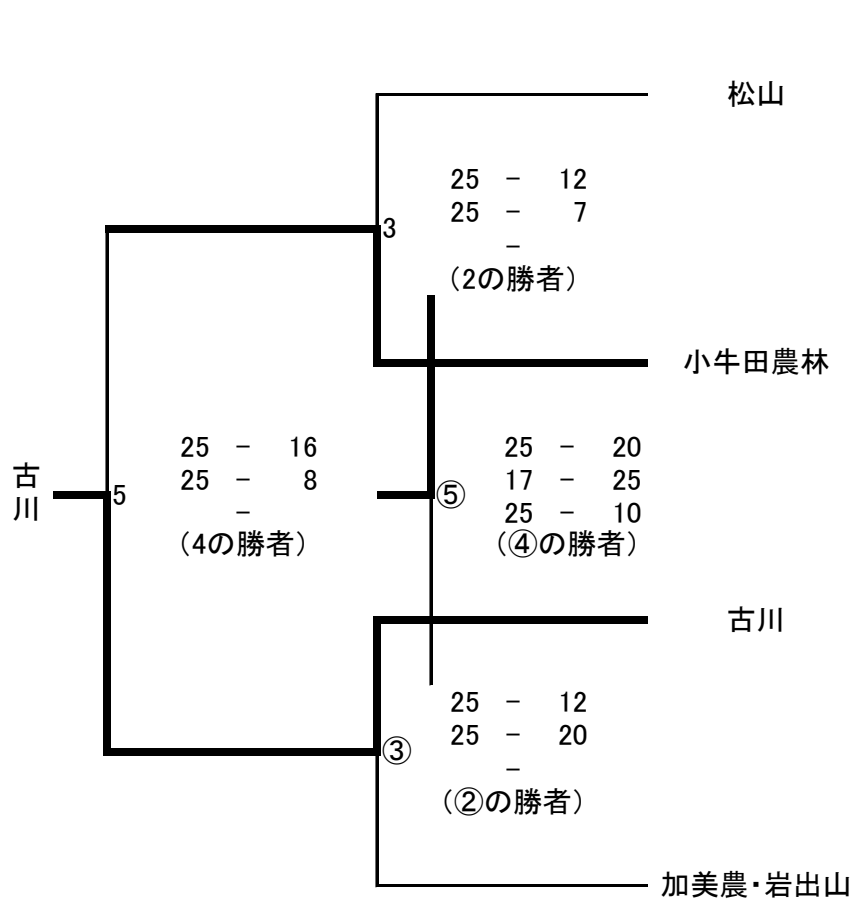 松山
25 - 12
25 - 7
-
3
(2の勝者)
小牛田農林
25 - 16
25 - 8
-
(4の勝者)
古川
5
25 - 20
17 - 25
25 - 10
(④の勝者)
⑤
古川
25 - 12
25 - 20
-
(②の勝者)
③
加美農・岩出山